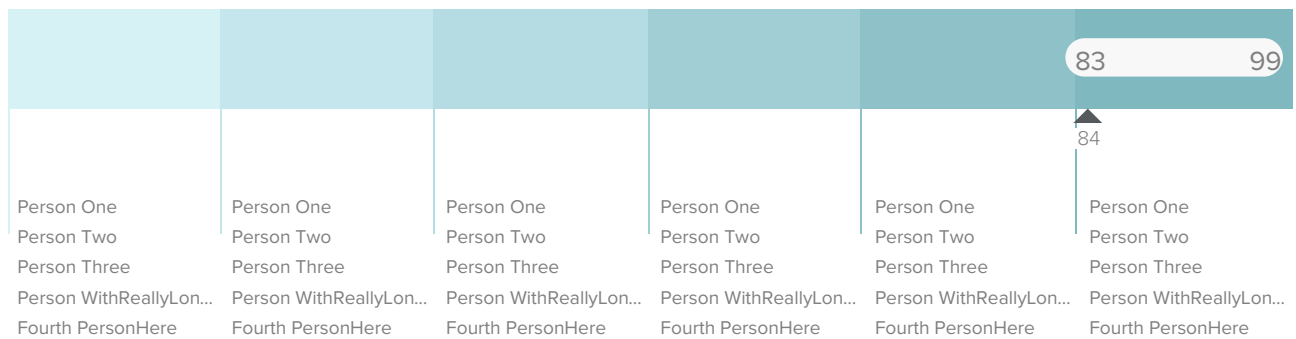 83 99
84
Person One Person One Person One Person One Person One Person One
Person Two Person Two Person Two Person Two Person Two Person Two
Person Three Person Three Person Three Person Three Person Three Person Three
Person WithReallyLon... Person WithReallyLon... Person WithReallyLon... Person WithReallyLon... Person WithReallyLon... Person WithReallyLon...
Fourth PersonHere Fourth PersonHere Fourth PersonHere Fourth PersonHere Fourth PersonHere Fourth PersonHere